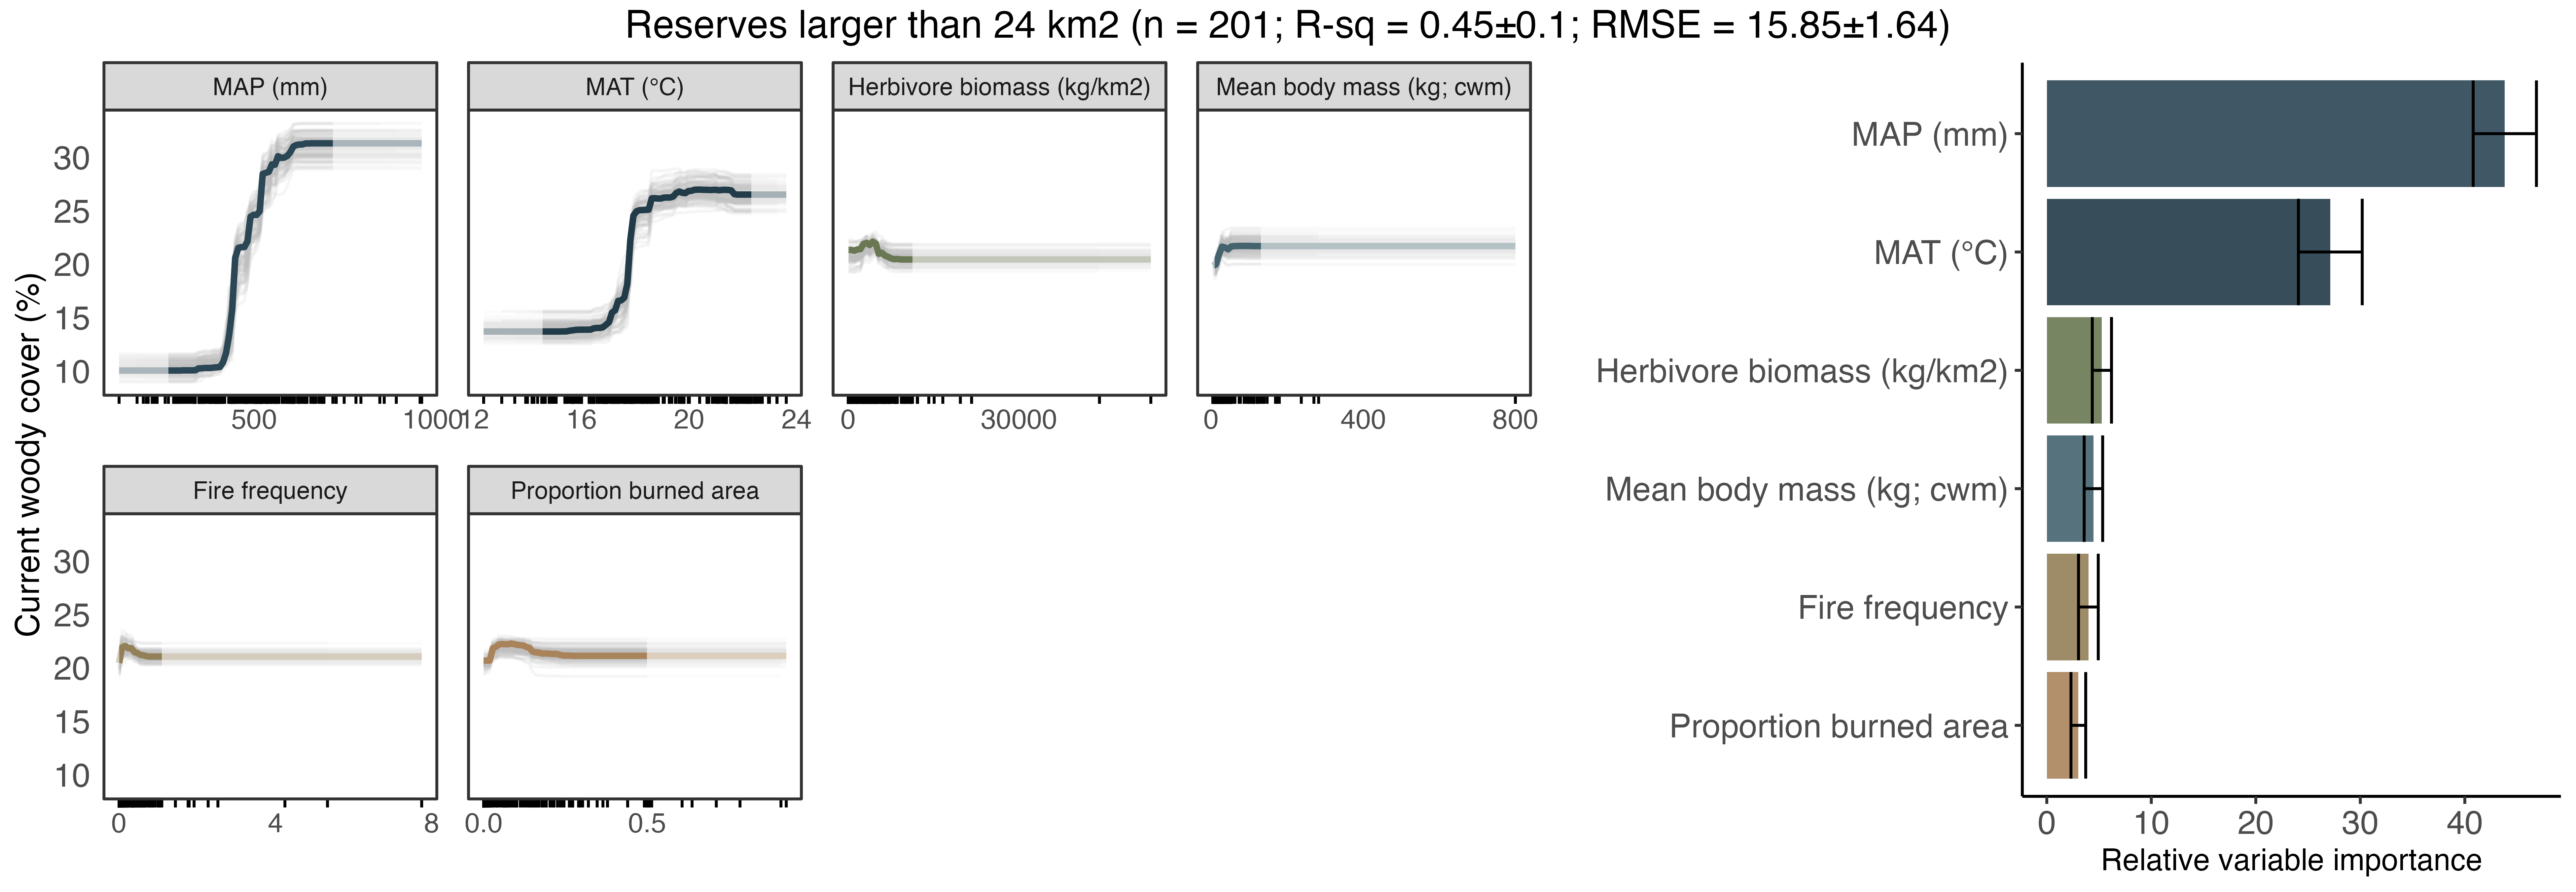 Reserves larger than 24 km2 (n = 201; R-sq = 0.45±0.1; RMSE = 15.85±1.64)
MAP (mm)
MAT (°C)
Herbivore biomass (kg/km2)
Mean body mass (kg; cwm)
Current woody cover (%)
30
25
20
15
10
500
1000
12
16
20
24
0
30000
0
400
800
Fire frequency
Proportion burned area
30
25
20
15
10
0
4
8
0.0
0.5
MAP (mm)
MAT (°C)
Herbivore biomass (kg/km2)
Mean body mass (kg; cwm)
Fire frequency
Proportion burned area
0
10
20
30
40
Relative variable importance